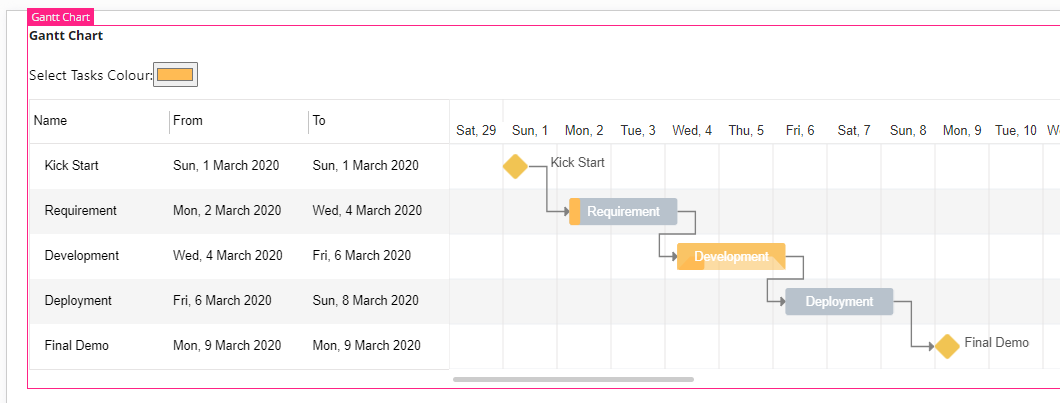 Gantt Chart
Gantt Chart
Select Tasks Colour:
Name From To
Sat, 29 Sun, 1 Mon, 2 Tue, 3 Wed, 4 Thu, 5 Fri, 6 Sat, 7 Sun, 8 Mon, 9 Tue, 10
Kick Start Sun, 1 March 2020 Sun, 1 March 2020 Kick Start
Requirement Mon, 2 March 2020 Wed, 4 March 2020 Requirement
Development Wed, 4 March 2020 Fri, 6 March 2020 Development
Deployment Fri, 6 March 2020 Sun, 8 March 2020 Deployment
Final Demo Mon, 9 March 2020 Mon, 9 March 2020 Final Demo